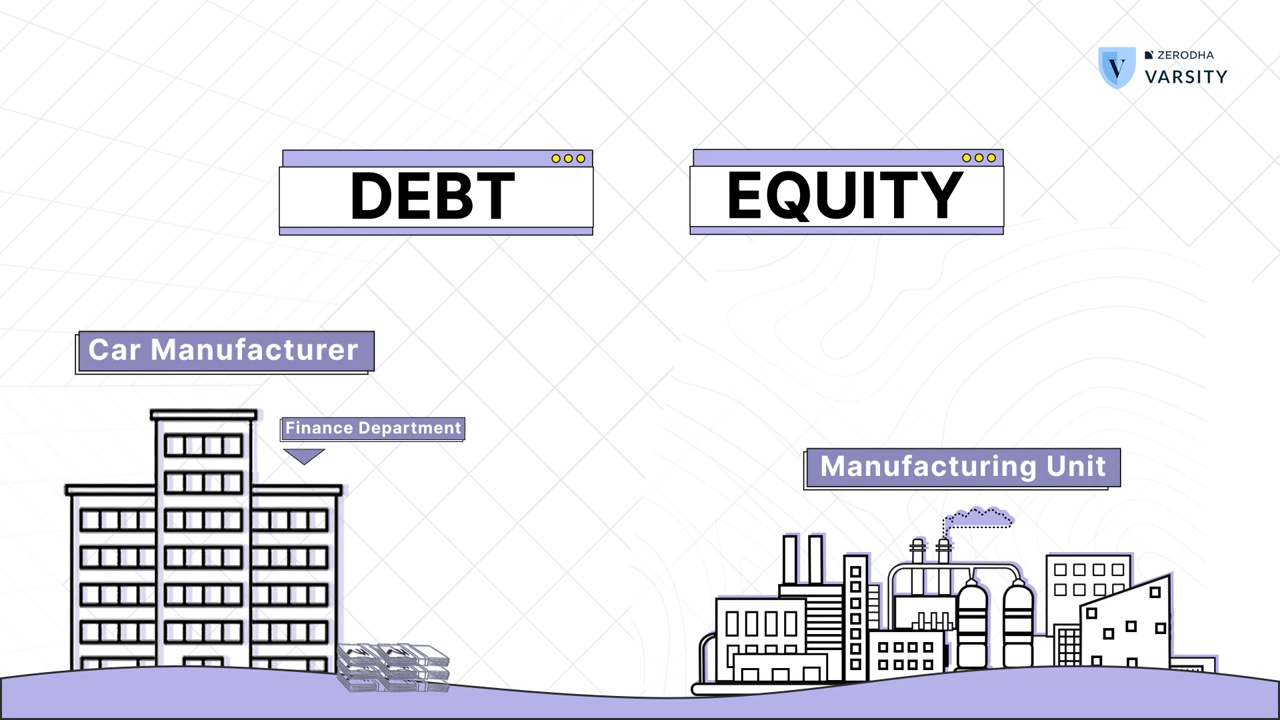 ZERODHA
VARSITY
DEBT
EQUITY
Car Manufacturer
Finance Department
Manufacturing Unit